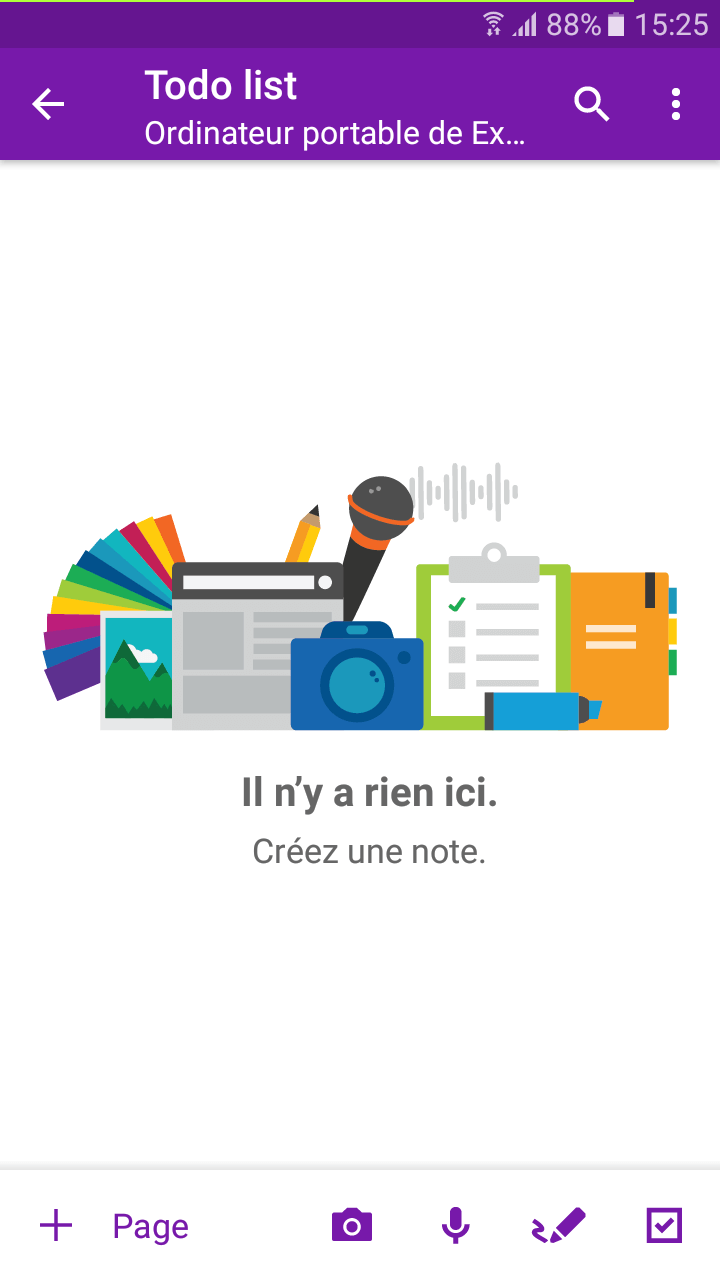 88% 15:25
Todo list
Ordinateur portable de Ex...
Il n’y a rien ici.
Créez une note.
Page